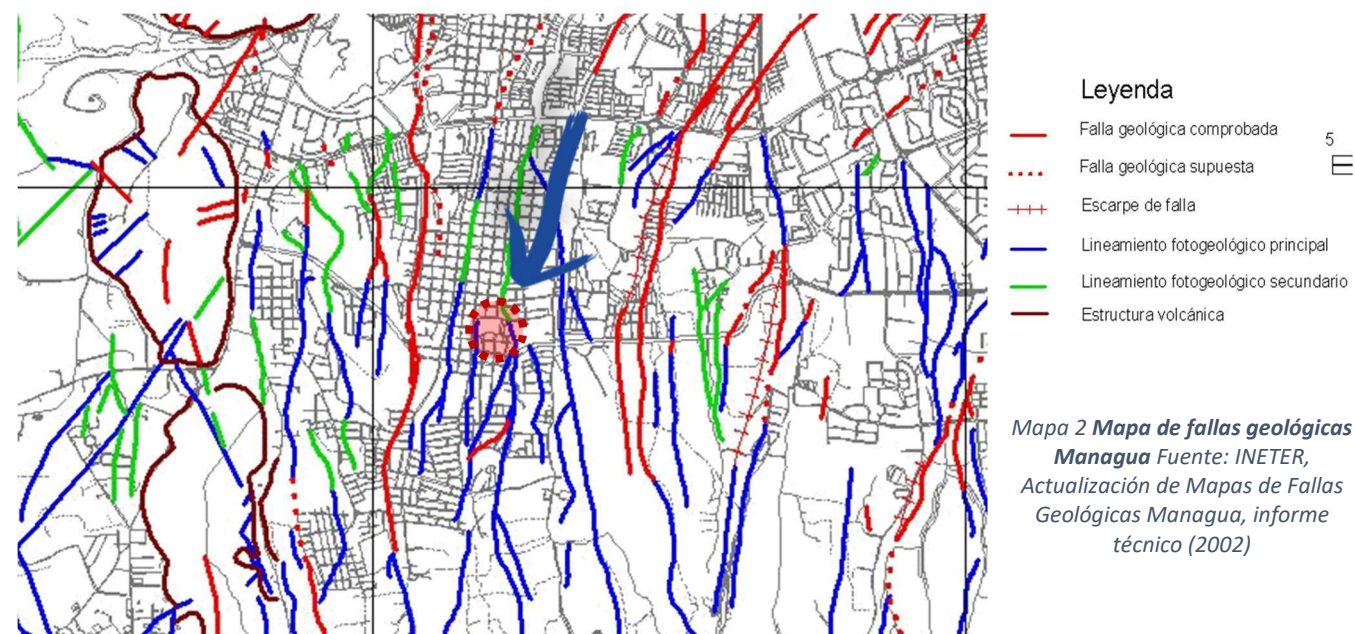 Leyenda
Falla geológica comprobada
5
Falla geológica supuesta
Escarpe de falla
Lineamiento fotogeológico principal
Lineamiento fotogeológico secundario
Estructura volcánica
Mapa 2 Mapa de fallas geológicas
Managua Fuente: INETER,
Actualización de Mapas de Fallas
Geológicas Managua, informe
técnico (2002)